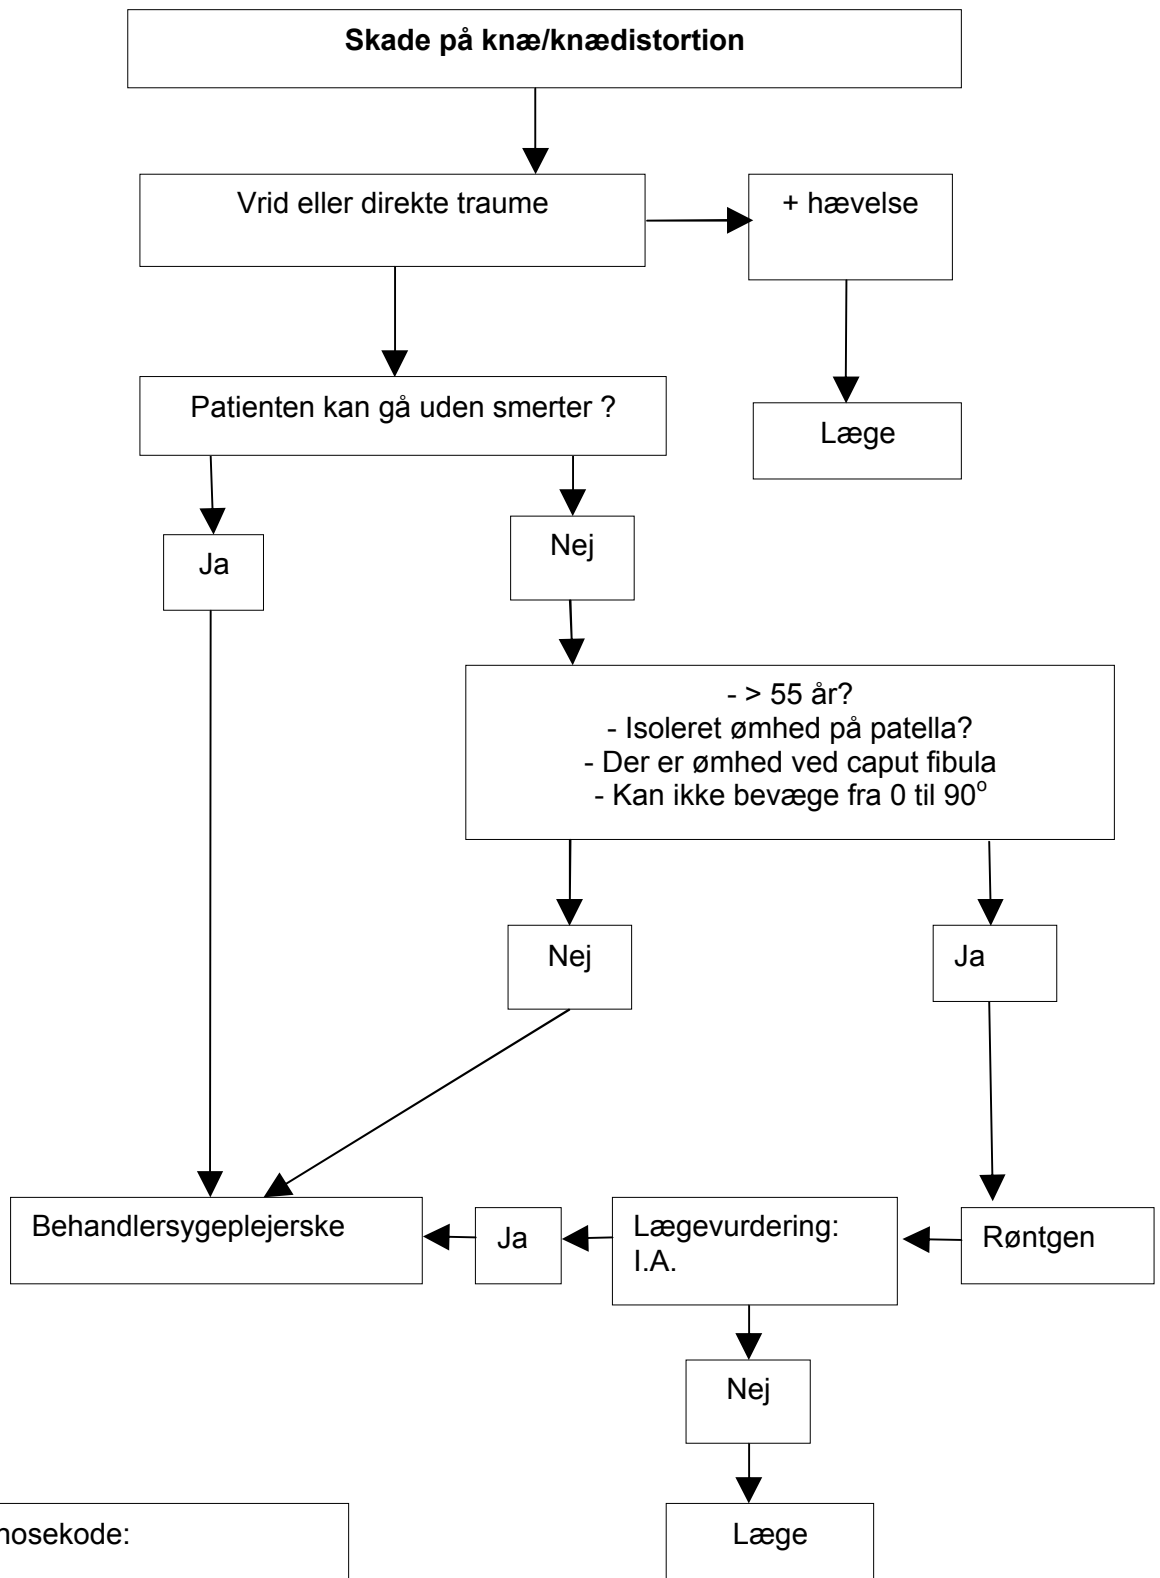 Skade på knæ/knædistortion
Vrid eller direkte traume
+ hævelse
Patienten kan gå uden smerter ?
Læge
Ja
Nej
- > 55 år?
- Isoleret ømhed på patella?
- Der er ømhed ved caput fibula
- Kan ikke bevæge fra 0 til 90º
Nej
Ja
Behandlersygeplejerske
Ja
Lægevurdering:
I.A.
Røntgen
Nej
nosekode:
Læge